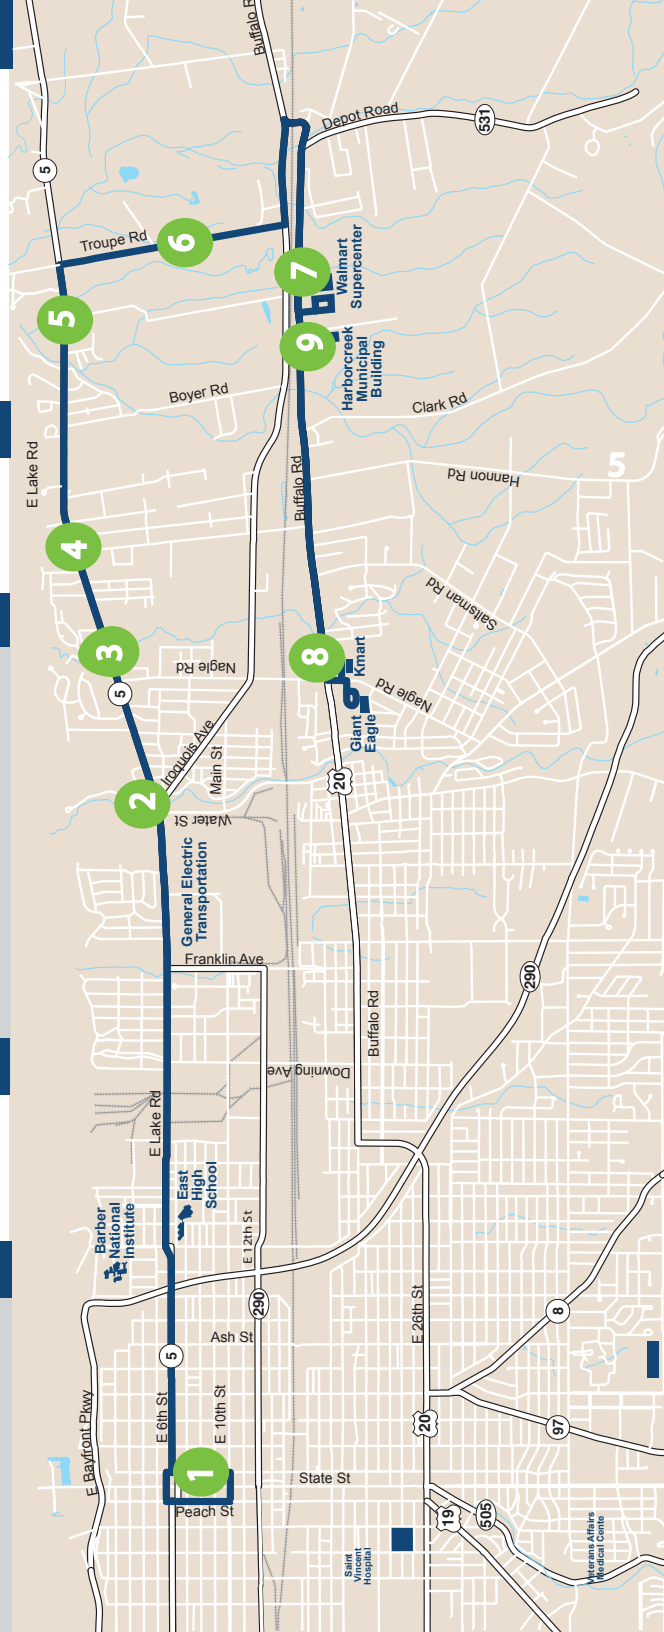 Buffalo R
Depot Road
531
5
Troupe Rd
6
7
Walmart
Supercenter
5
9
Harborcreek
Municipal
Building
Boyer Rd
Clark Rd
E Lake Rd
Buffalo Rd
Hannon Rd
5
4
Saltsman Rd
3
8
Kmart
Nagle Rd
5
Nagle Rd
Giant
Eagle
Iroquois Ave
Main St
20
2
Water St
General Electric
Transportation
Franklin Ave
290
Buffalo Rd
Downing Ave
E Lake Rd
East
High
School
Barber
National
Institute
E 12th St
290
E 26th St
8
Ash St
5
E 6th St
E 10th St
E Bayfront Pkwy
20
97
1
State St
Peach St
19
505
Saint
Vincent
Hospital
Veterans Affairs
Medical Cente